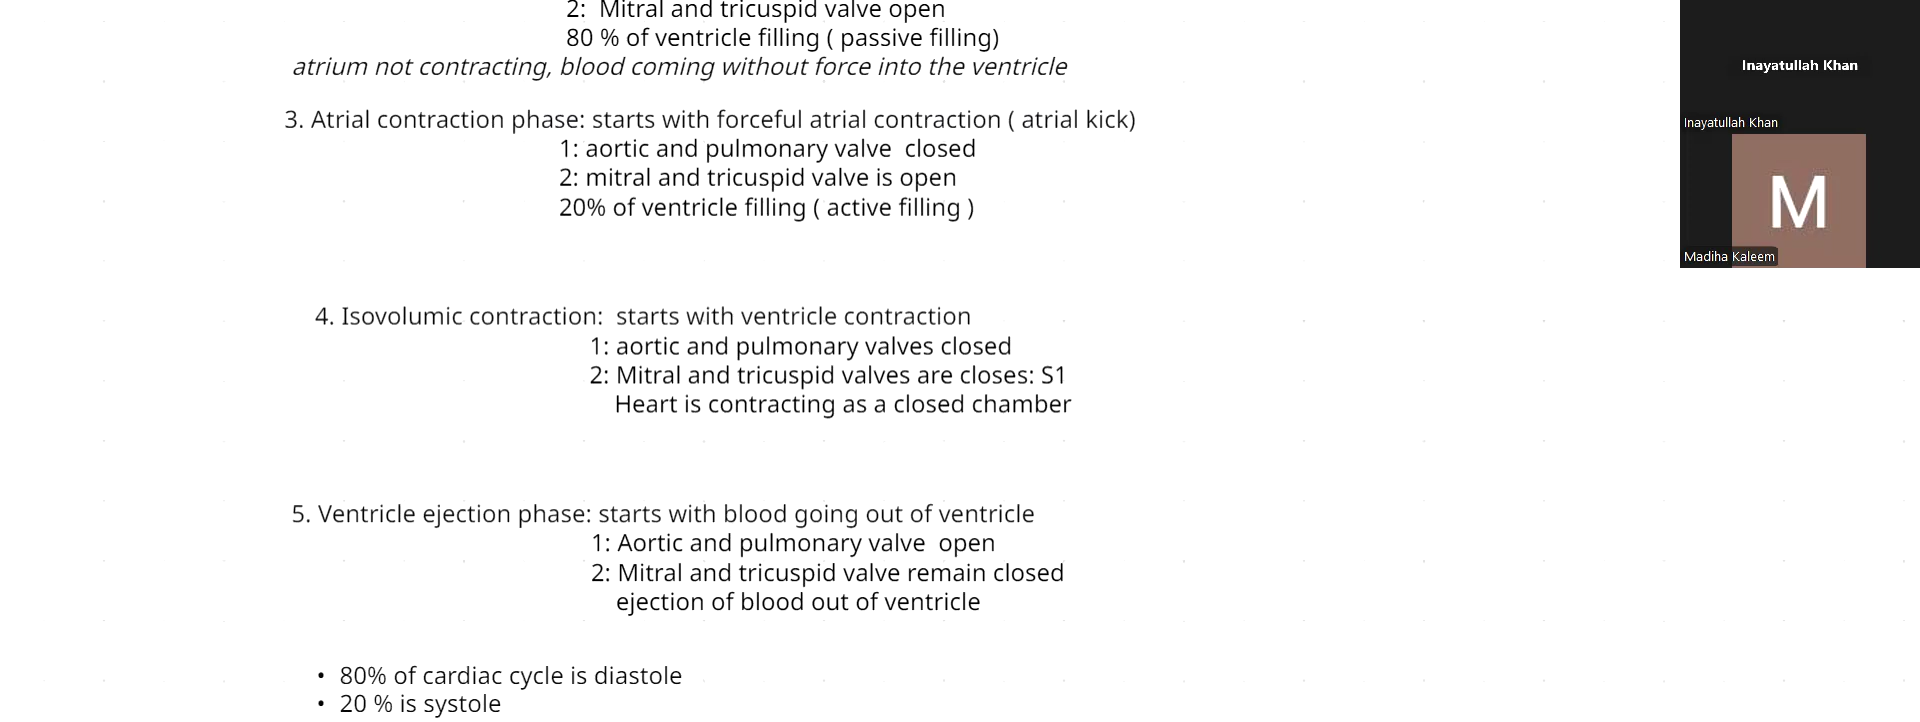 2: Mitral and tricuspid valve open
80 % of ventricle filling ( passive filling)
atrium not contracting, blood coming without force into the ventricle
3. Atrial contraction phase: starts with forceful atrial contraction ( atrial kick)
1: aortic and pulmonary valve closed
2: mitral and tricuspid valve is open
20% of ventricle filling ( active filling )
4. Isovolumic contraction: starts with ventricle contraction
1: aortic and pulmonary valves closed
2: Mitral and tricuspid valves are closes: S1
Heart is contracting as a closed chamber
5. Ventricle ejection phase: starts with blood going out of ventricle
1: Aortic and pulmonary valve open
2: Mitral and tricuspid valve remain closed
ejection of blood out of ventricle
• 80% of cardiac cycle is diastole
• 20 % is systole
Inayatullah Khan
Inayatullah Khan
M
Madiha Kaleem